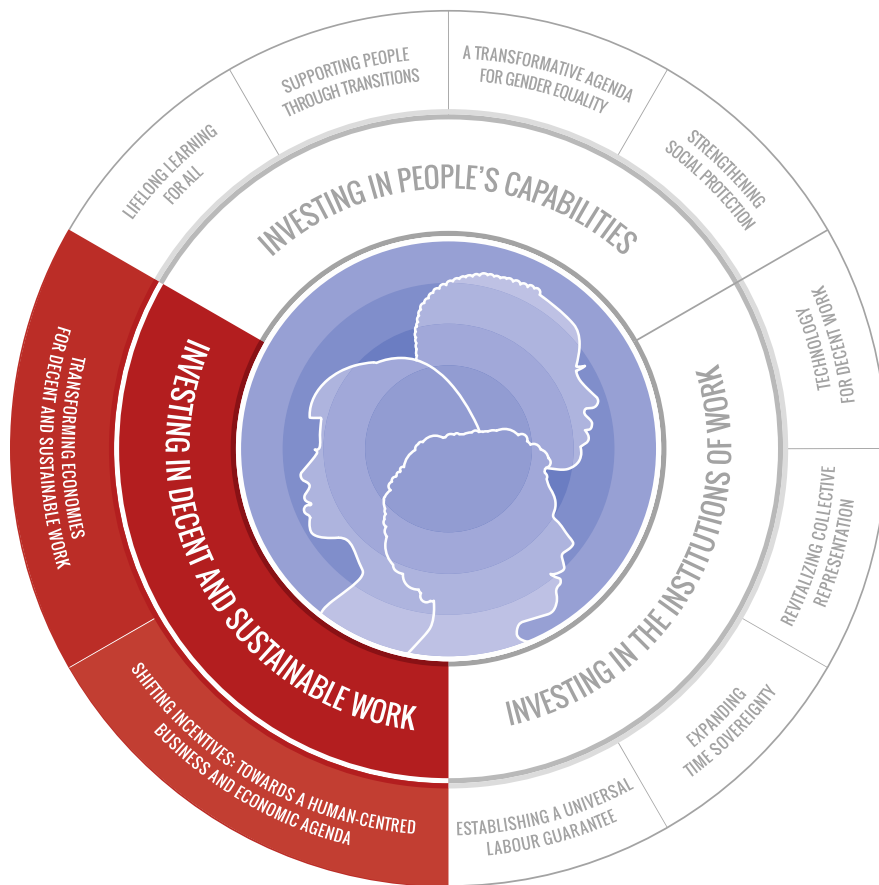 INVESTING IN PEOPLE'S CAPABILITIES
LIFELONG LEARNING
FOR ALL
SUPPORTING PEOPLE
THROUGH TRANSITIONS
A TRANSFORMATIVE AGENDA
FOR GENDER EQUALITY
STRENGTHENING
SOCIAL PROTECTION
INVESTING IN THE INSTITUTIONS OF WORK
TECHNOLOGY
FOR DECENT WORK
REVITALIZING COLLECTIVE
REPRESENTATION
EXPANDING
TIME SOVEREIGNTY
ESTABLISHING A UNIVERSAL
LABOUR GUARANTEE
INVESTING IN DECENT AND SUSTAINABLE WORK
TRANSFORMING ECONOMIES
FOR DECENT AND SUSTAINABLE WORK
SHIFTING INCENTIVES: TOWARDS A HUMAN-CENTRED
BUSINESS AND ECONOMIC AGENDA